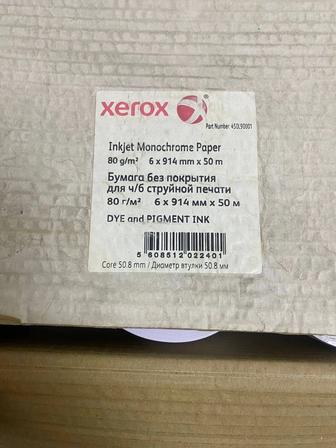 xerox
Part Number: 450L90001
Inkjet Monochrome Paper
80 g/m² 6 x 914 mm x 50 m
Бумага без покрытия
для ч/б струйной печати
80 г/м² 6 x 914 мм x 50 м
DYE and PIGMENT INK
5 608512 022401
Core 50.8 mm / Диаметр втулки 50.8 мм